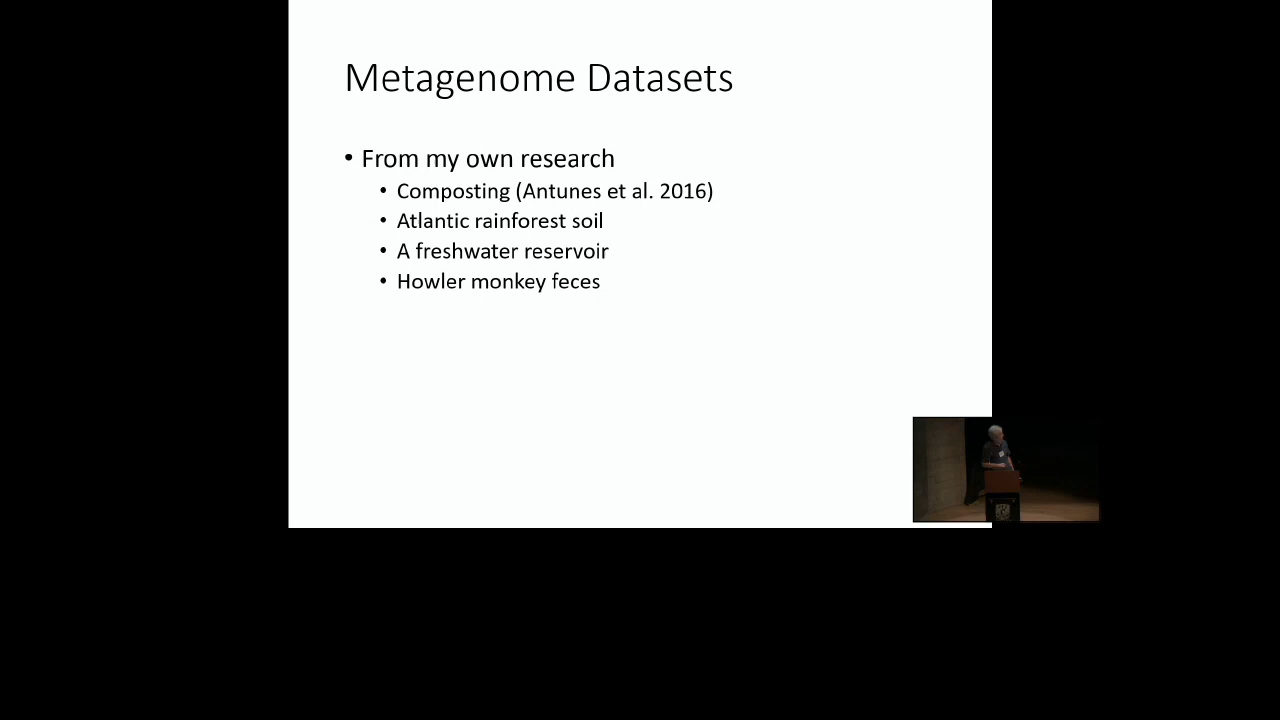 Metagenome Datasets
• From my own research
• Composting (Antunes et al. 2016)
• Atlantic rainforest soil
• A freshwater reservoir
• Howler monkey feces